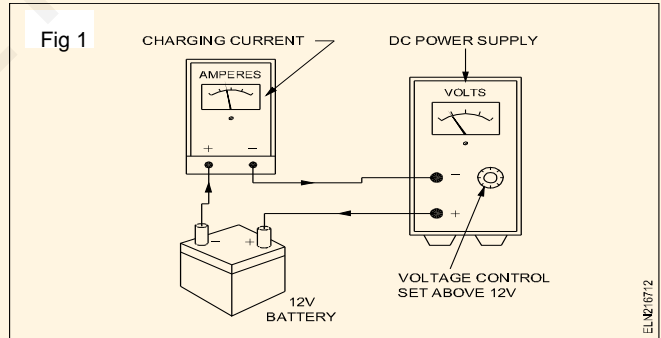 Fig 1
CHARGING CURRENT
DC POWER SUPPLY
AMPERES
VOLTS
+ −
−
+
− +
12V
BATTERY
VOLTAGE CONTROL
SET ABOVE 12V
ELN216712